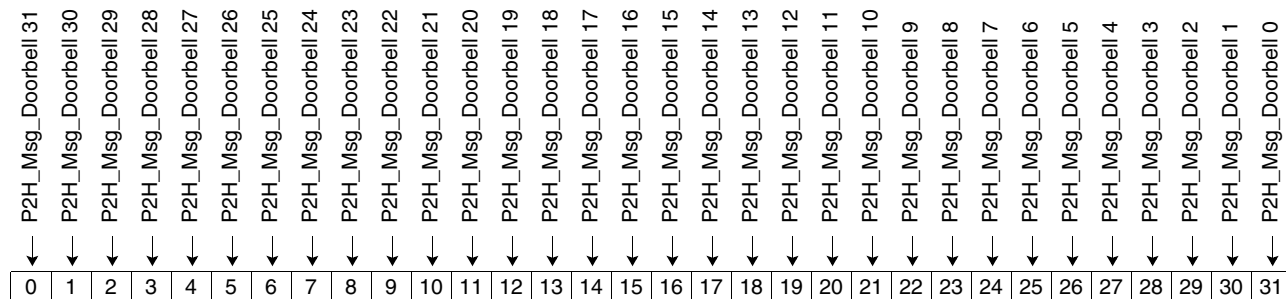 P2H_Msg_Doorbell 31
P2H_Msg_Doorbell 30
P2H_Msg_Doorbell 29
P2H_Msg_Doorbell 28
P2H_Msg_Doorbell 27
P2H_Msg_Doorbell 26
P2H_Msg_Doorbell 25
P2H_Msg_Doorbell 24
P2H_Msg_Doorbell 23
P2H_Msg_Doorbell 22
P2H_Msg_Doorbell 21
P2H_Msg_Doorbell 20
P2H_Msg_Doorbell 19
P2H_Msg_Doorbell 18
P2H_Msg_Doorbell 17
P2H_Msg_Doorbell 16
P2H_Msg_Doorbell 15
P2H_Msg_Doorbell 14
P2H_Msg_Doorbell 13
P2H_Msg_Doorbell 12
P2H_Msg_Doorbell 11
P2H_Msg_Doorbell 10
P2H_Msg_Doorbell 9
P2H_Msg_Doorbell 8
P2H_Msg_Doorbell 7
P2H_Msg_Doorbell 6
P2H_Msg_Doorbell 5
P2H_Msg_Doorbell 4
P2H_Msg_Doorbell 3
P2H_Msg_Doorbell 2
P2H_Msg_Doorbell 1
P2H_Msg_Doorbell 0
0 1 2 3 4 5 6 7 8 9 10 11 12 13 14 15 16 17 18 19 20 21 22 23 24 25 26 27 28 29 30 31